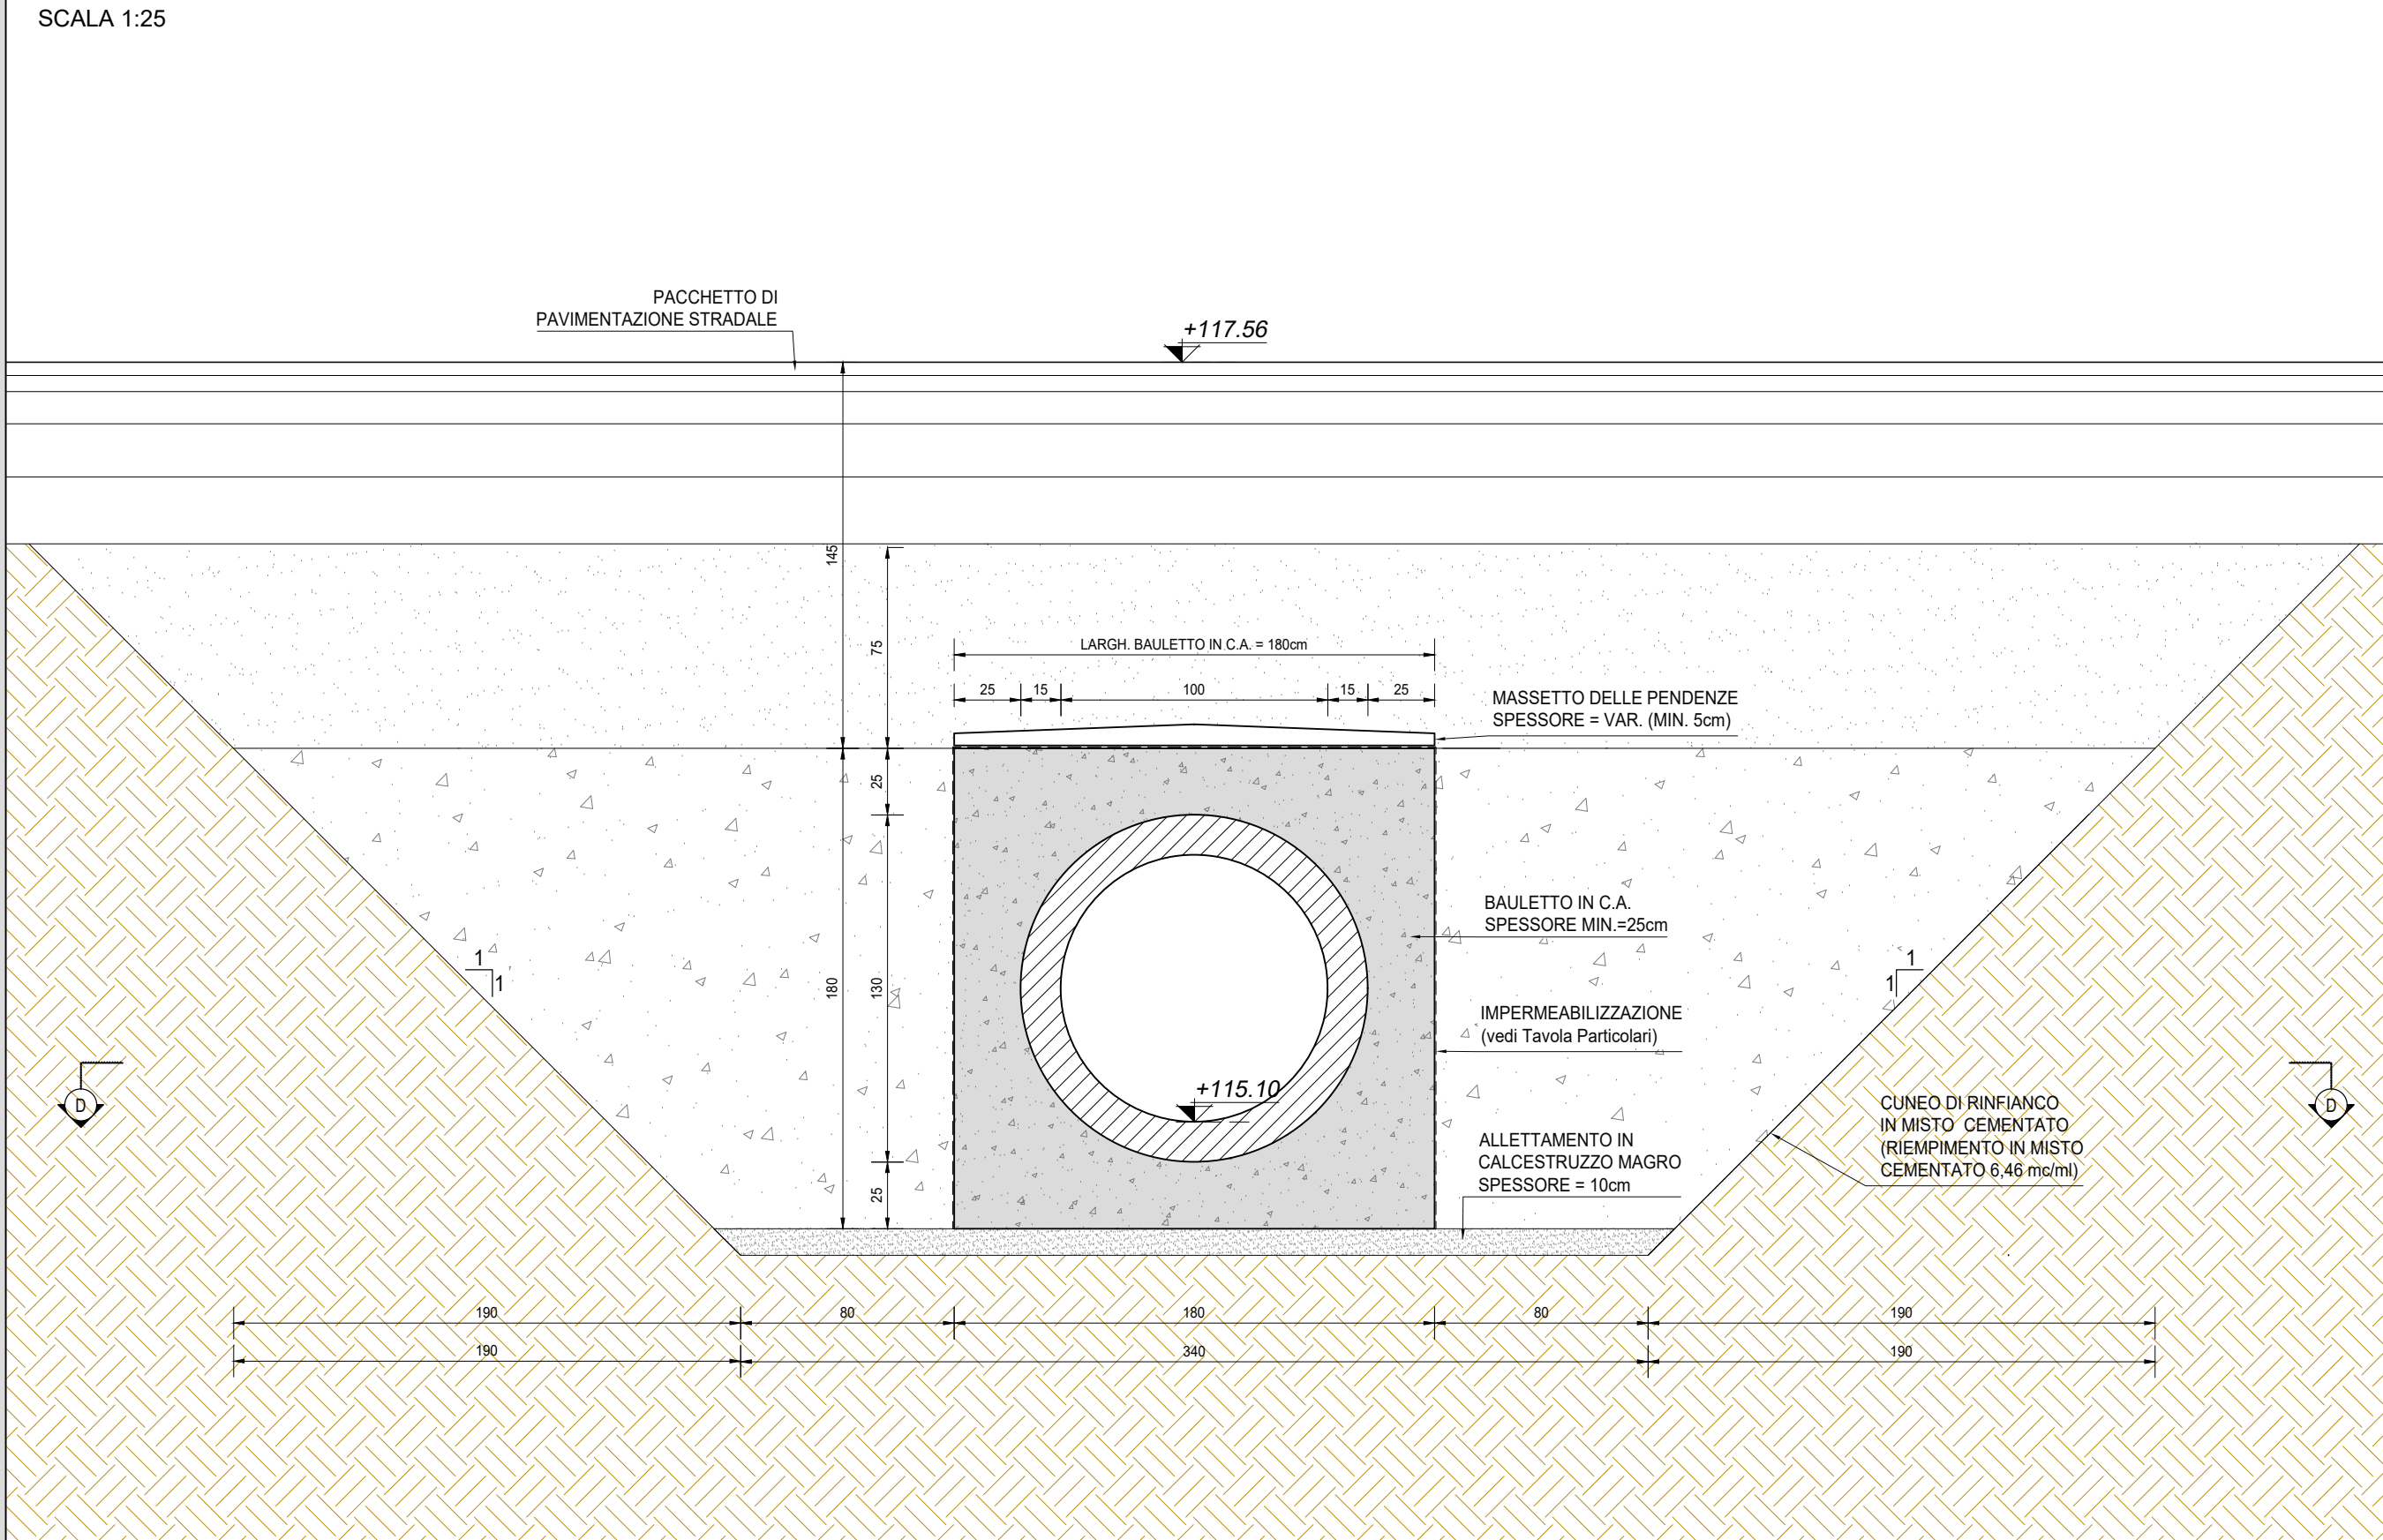 SCALA 1:25
PACCHETTO DI
PAVIMENTAZIONE STRADALE
+117.56
145
75
LARGH. BAULETTO IN C.A. = 180cm
25
15
100
15
25
MASSETTO DELLE PENDENZE
SPESSORE = VAR. (MIN. 5cm)
25
BAULETTO IN C.A.
SPESSORE MIN.=25cm
1
1
180
130
1
1
IMPERMEABILIZZAZIONE
(vedi Tavola Particolari)
+115.10
D
D
CUNEO DI RINFIANCO
IN MISTO CEMENTATO
(RIEMPIMENTO IN MISTO
CEMENTATO 6,46 mc/ml)
ALLETTAMENTO IN
CALCESTRUZZO MAGRO
SPESSORE = 10cm
25
190
80
180
80
190
190
340
190